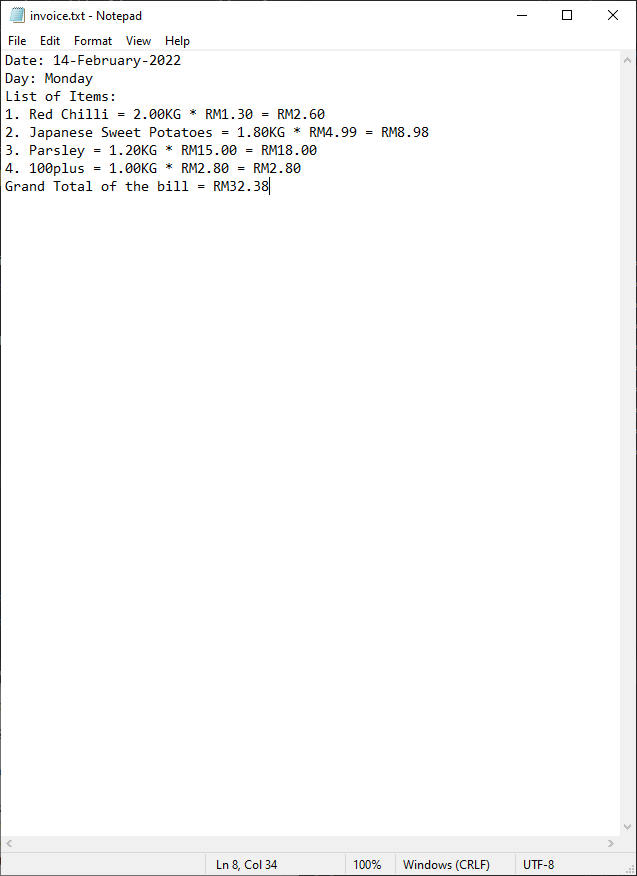 invoice.txt - Notepad
File Edit Format View Help
Date: 14-February-2022
Day: Monday
List of Items:
1. Red Chilli = 2.00KG * RM1.30 = RM2.60
2. Japanese Sweet Potatoes = 1.80KG * RM4.99 = RM8.98
3. Parsley = 1.20KG * RM15.00 = RM18.00
4. 100plus = 1.00KG * RM2.80 = RM2.80
Grand Total of the bill = RM32.38
Ln 8, Col 34 100% Windows (CRLF) UTF-8